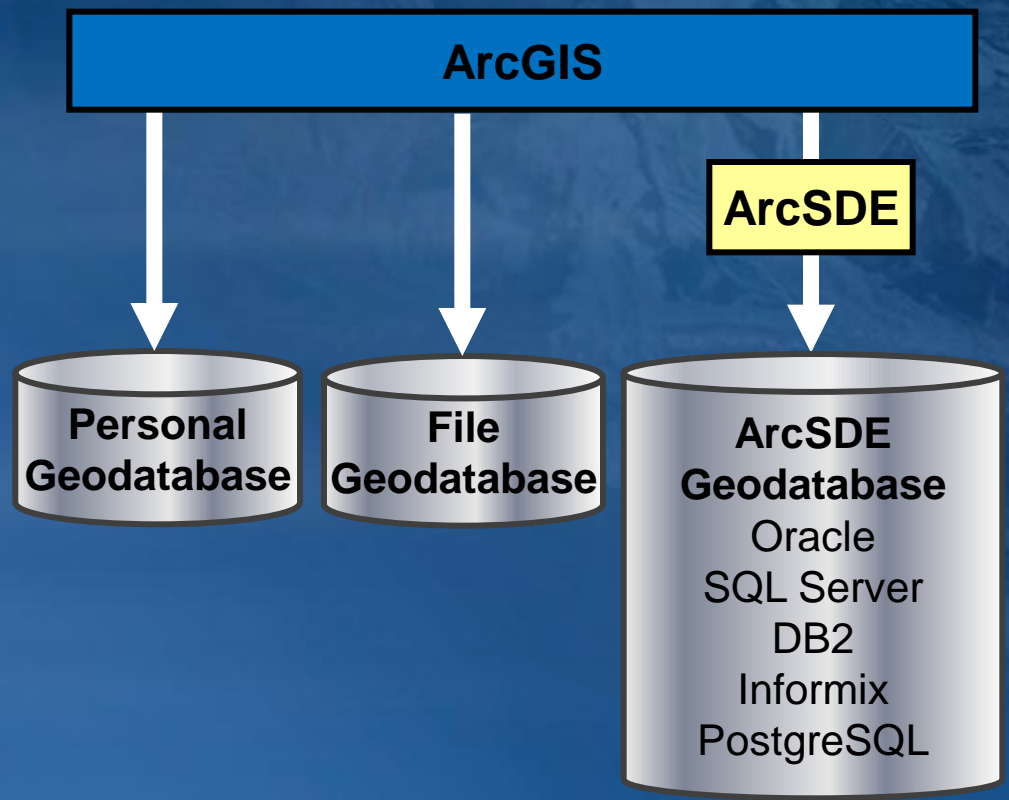 ArcGIS
ArcSDE
Personal
Geodatabase
File
Geodatabase
ArcSDE
Geodatabase
Oracle
SQL Server
DB2
Informix
PostgreSQL